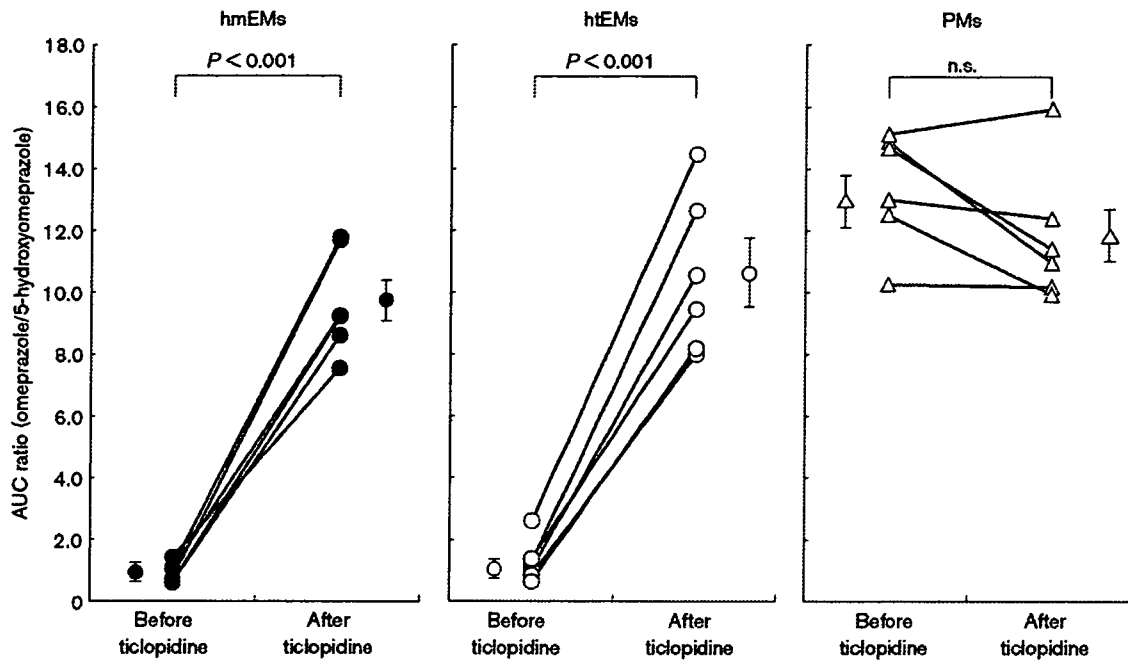 hmEMs
htEMs
PMs
AUC ratio (omeprazole/5-hydroxyomeprazole)
18.0
16.0
14.0
12.0
10.0
8.0
6.0
4.0
2.0
0
P < 0.001
P < 0.001
n.s.
Before
ticlopidine
After
ticlopidine
Before
ticlopidine
After
ticlopidine
Before
ticlopidine
After
ticlopidine